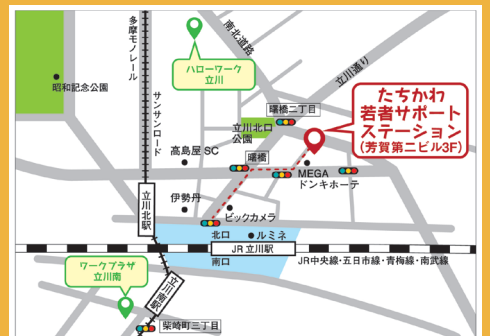 多摩モノレール
サンサンロード
南北道路
立川通り
ハローワーク
立川
昭和記念公園
曙橋二丁目
立川北口
公園
たちかわ
若者サポート
ステーション
(芳賀第二ビル3F)
高島屋 SC
曙橋
MEGA
ドンキホーテ
伊勢丹
ビックカメラ
立川北駅
北口
ルミネ
JR 立川駅
南口
JR中央線・五日市線・青梅線・南武線
ワークプラザ
立川南
立川南駅
柴崎町三丁目